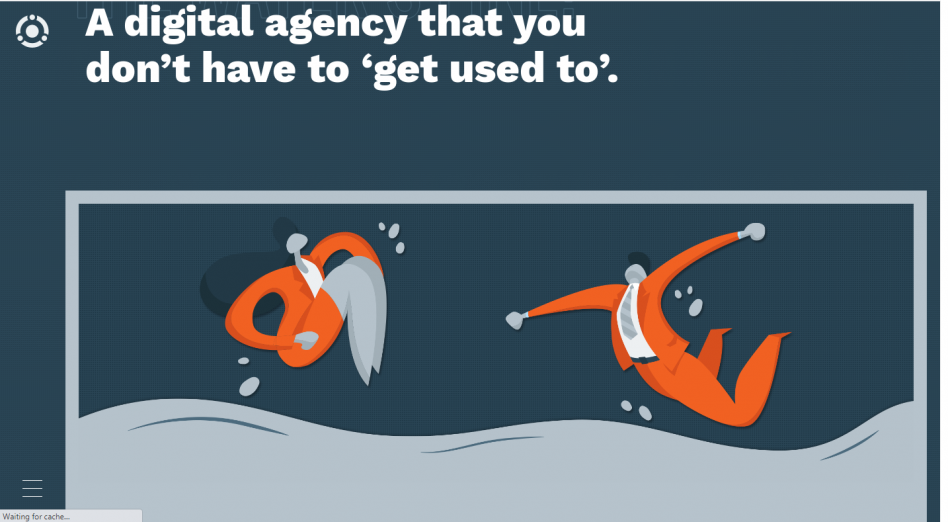 A digital agency that you
don’t have to ‘get used to’.
Waiting for cache...